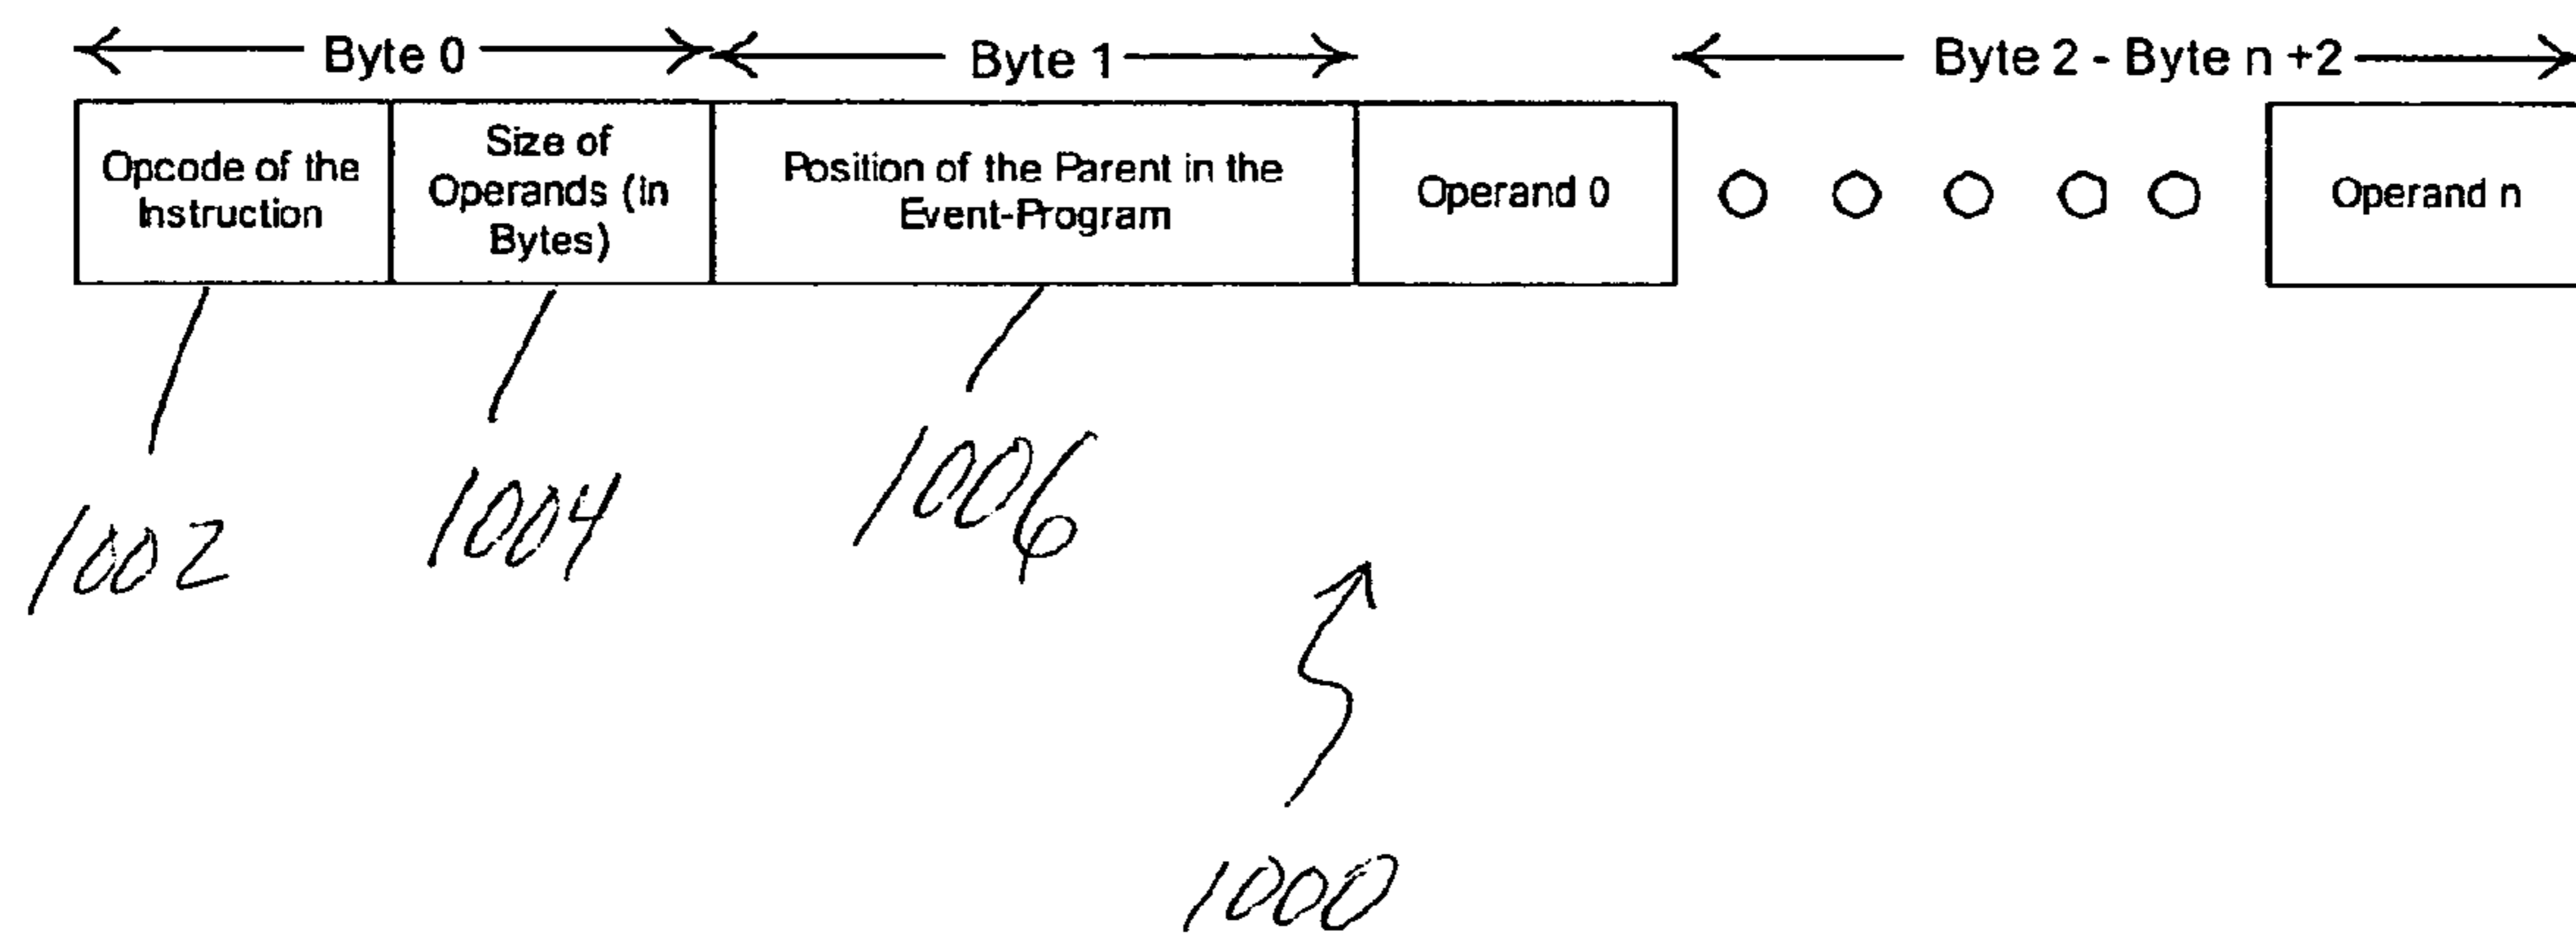 Byte 0 Byte 1 Byte 2 - Byte n +2
Opcode of the
Instruction
Size of
Operands (in
Bytes)
Position of the Parent in the
Event-Program
Operand 0
Operand n
1002
1004
1006
1000